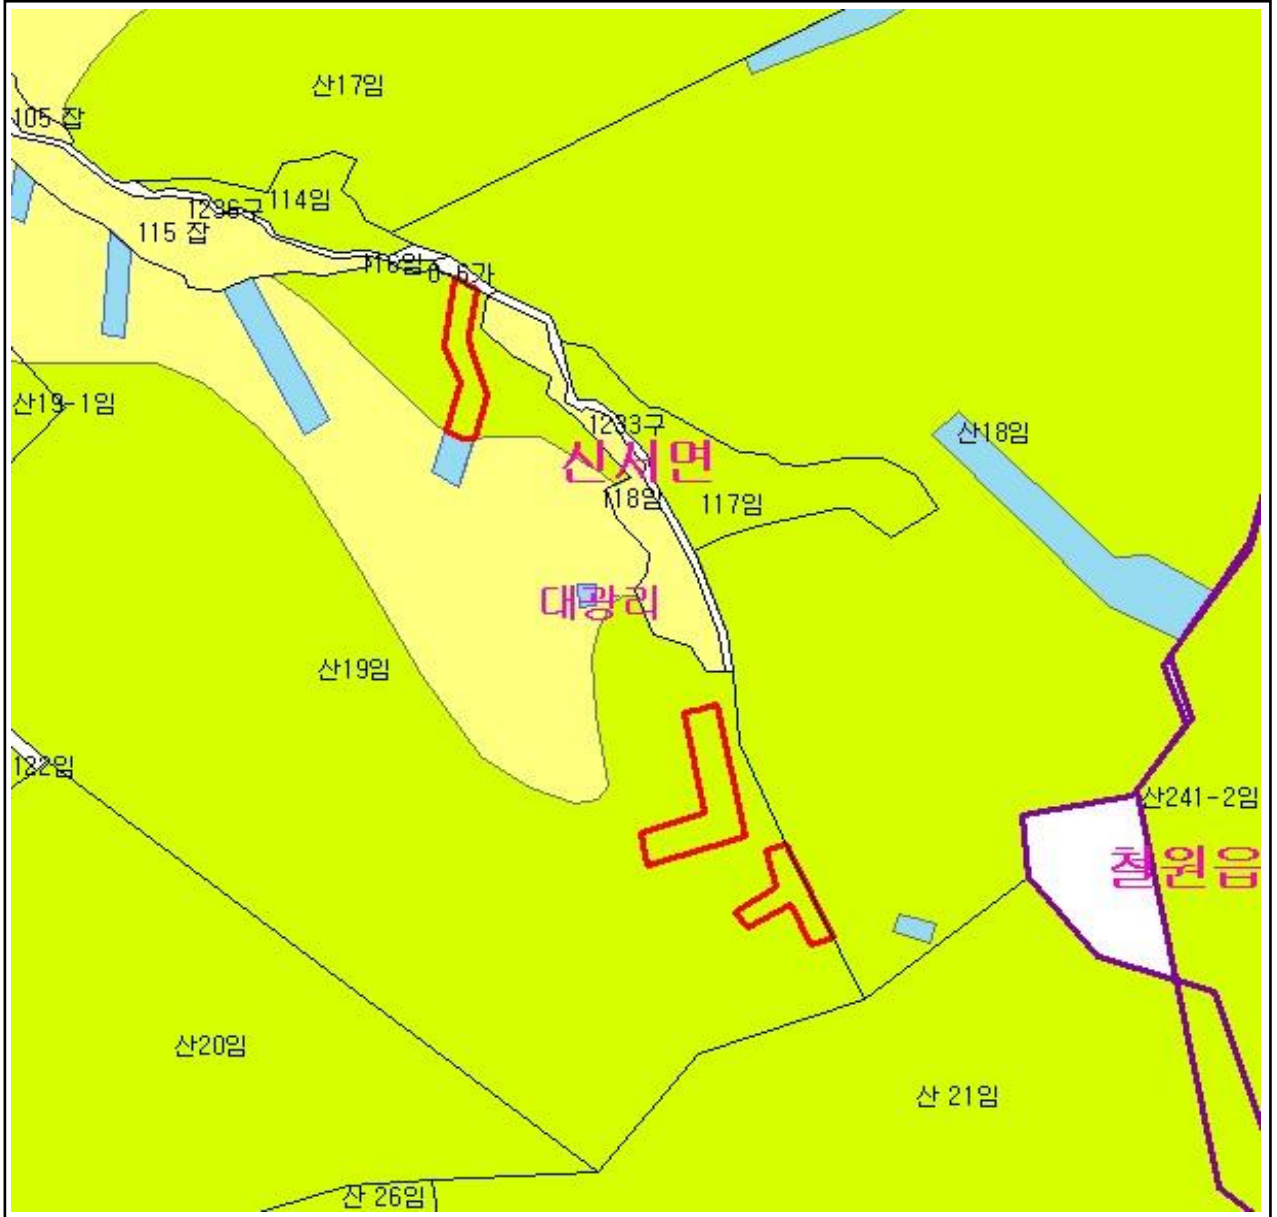 산17임
105 잡
114임
1236구
115 잡
116임
산19-1임
1233구
산18임
신서면
118임
117임
대광리
산19임
122임
산241-2임
철원읍
산20임
산 21임
산 26임